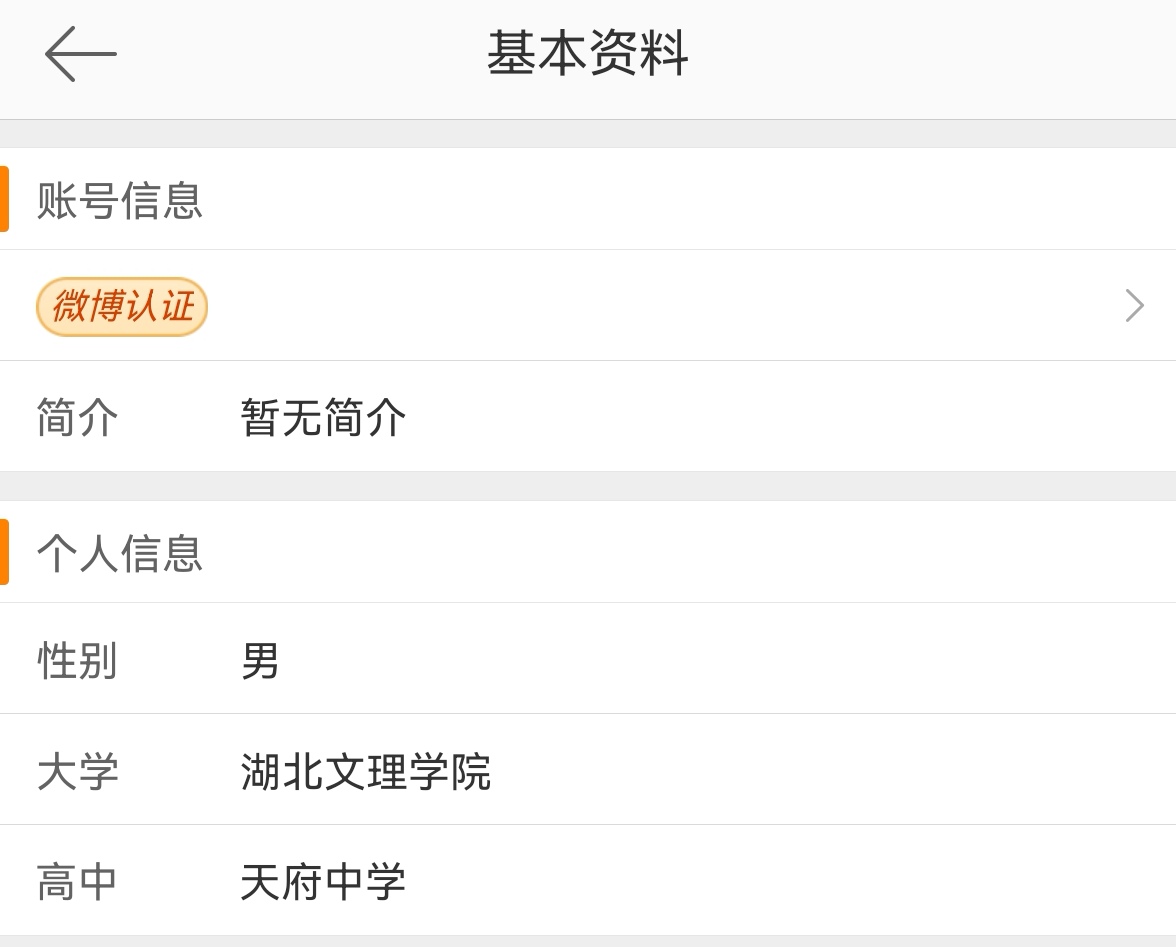 基本资料
账号信息
微博认证
简介 暂无简介
个人信息
性别 男
大学 湖北文理学院
高中 天府中学